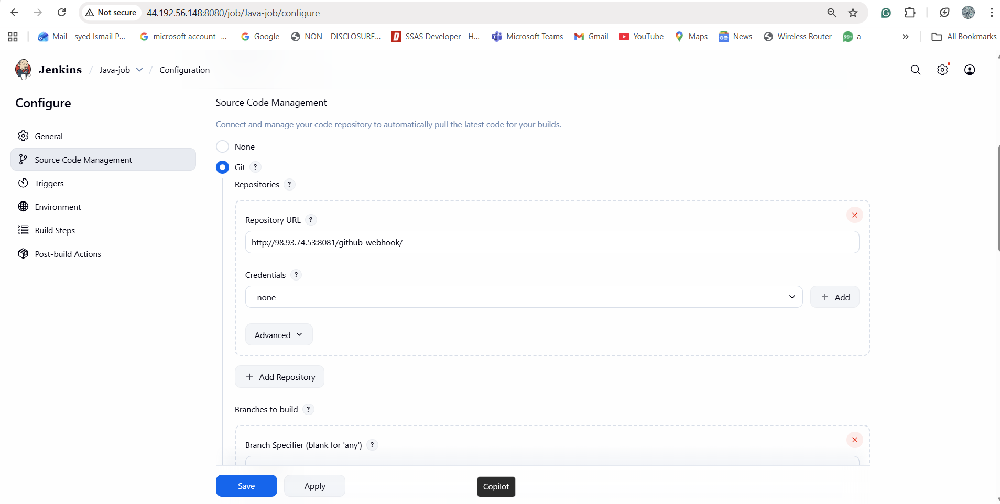 Not secure 44.192.56.148:8080/job/Java-job/configure
Mail - syed Ismail P... microsoft account -... Google NON – DISCLOSURE... SSAS Developer - H... Microsoft Teams Gmail YouTube Maps News Wireless Router 99+ a » All Bookmarks
Jenkins / Java-job / Configuration
Configure
General
Source Code Management
Triggers
Environment
Build Steps
Post-build Actions
Source Code Management
Connect and manage your code repository to automatically pull the latest code for your builds.
None
Git ?
Repositories ?
Repository URL ?
http://98.93.74.53:8081/github-webhook/
Credentials ?
- none -
+ Add
Advanced
+ Add Repository
Branches to build ?
Branch Specifier (blank for 'any') ?
Save Apply Copilot